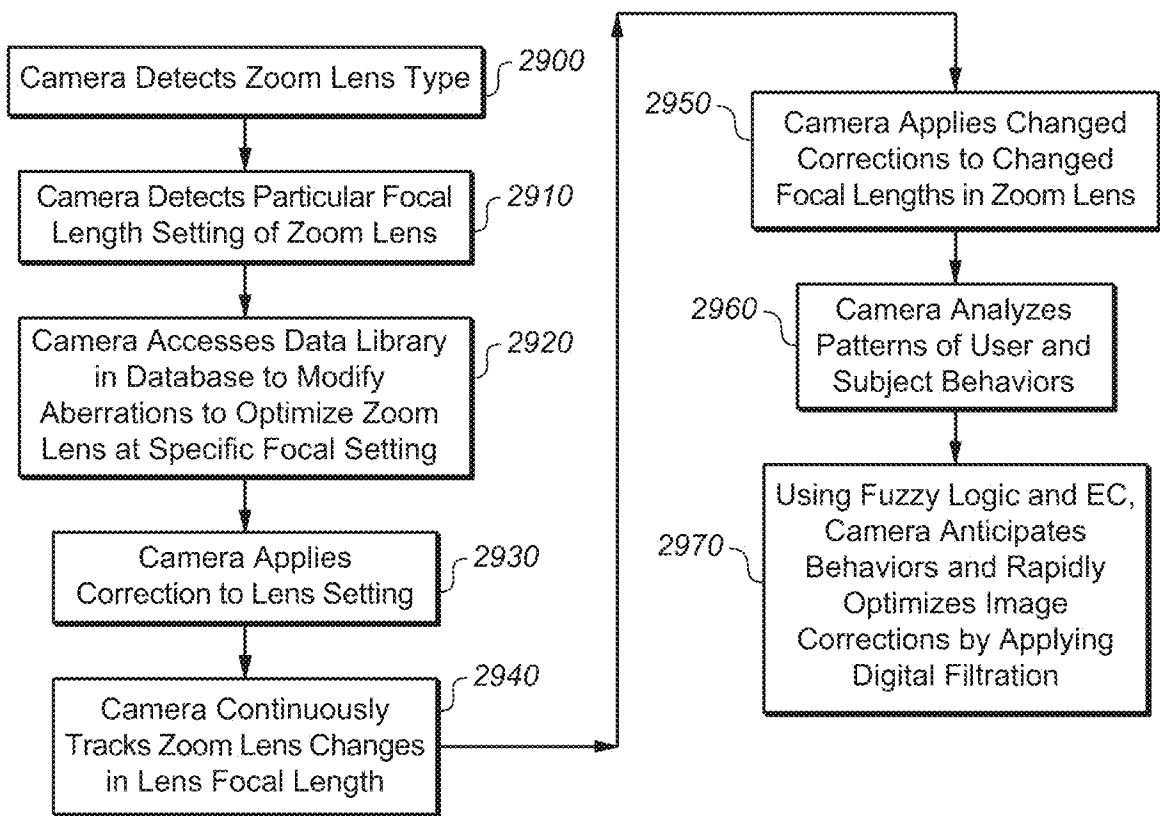 Camera Detects Zoom Lens Type
2900
Camera Detects Particular Focal
Length Setting of Zoom Lens
2910
Camera Accesses Data Library
in Database to Modify
Aberrations to Optimize Zoom
Lens at Specific Focal Setting
2920
Camera Applies
Correction to Lens Setting
2930
Camera Continuously
Tracks Zoom Lens Changes
in Lens Focal Length
2940
2950
Camera Applies Changed
Corrections to Changed
Focal Lengths in Zoom Lens
2960
Camera Analyzes
Patterns of User and
Subject Behaviors
2970
Using Fuzzy Logic and EC,
Camera Anticipates
Behaviors and Rapidly
Optimizes Image
Corrections by Applying
Digital Filtration